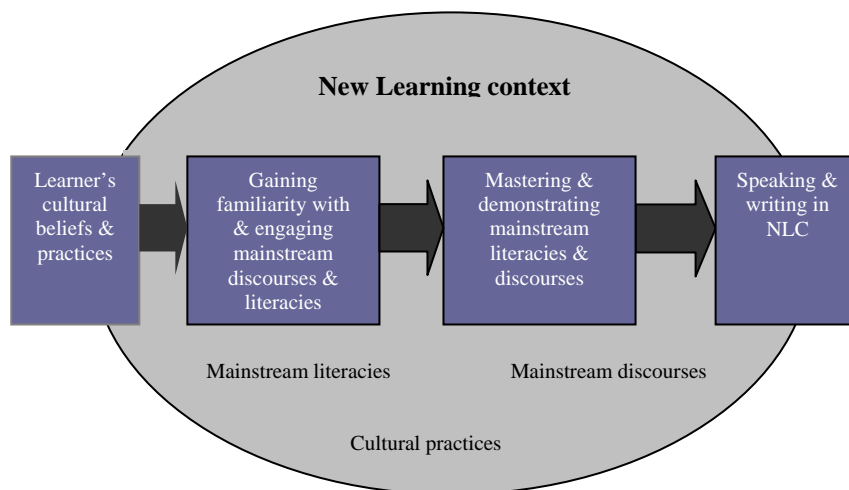 New Learning context
Learner's
cultural
beliefs &
practices
Gaining
familiarity with
& engaging
mainstream
discourses &
literacies
Mastering &
demonstrating
mainstream
literacies &
discourses
Speaking &
writing in
NLC
Mainstream literacies
Mainstream discourses
Cultural practices